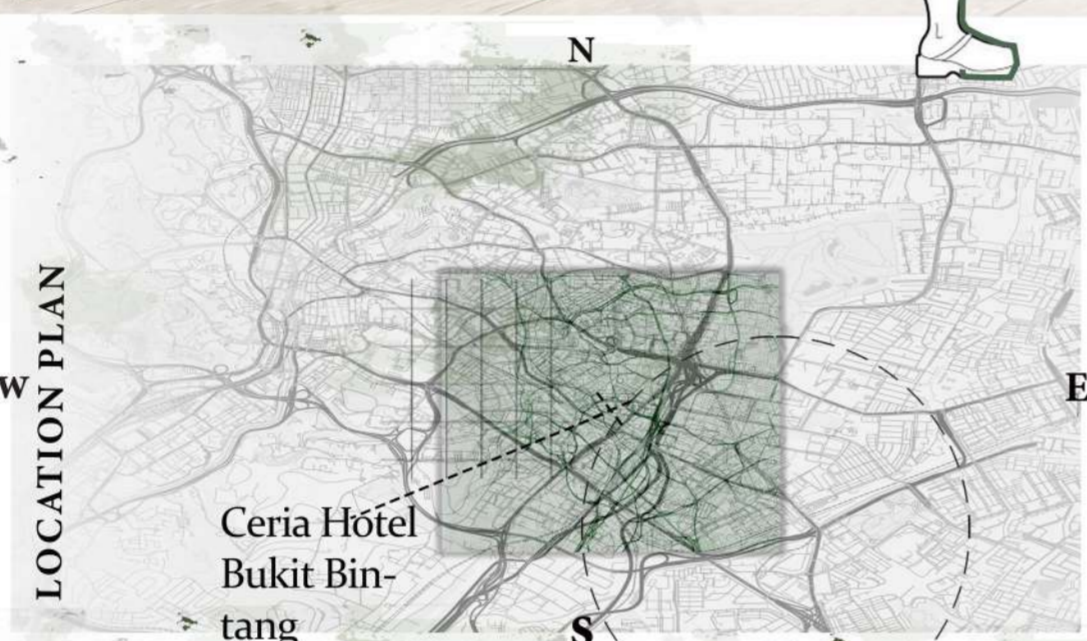 N
LOCATION PLAN
W
E
Ceria Hotel
Bukit Bin-
tang
S